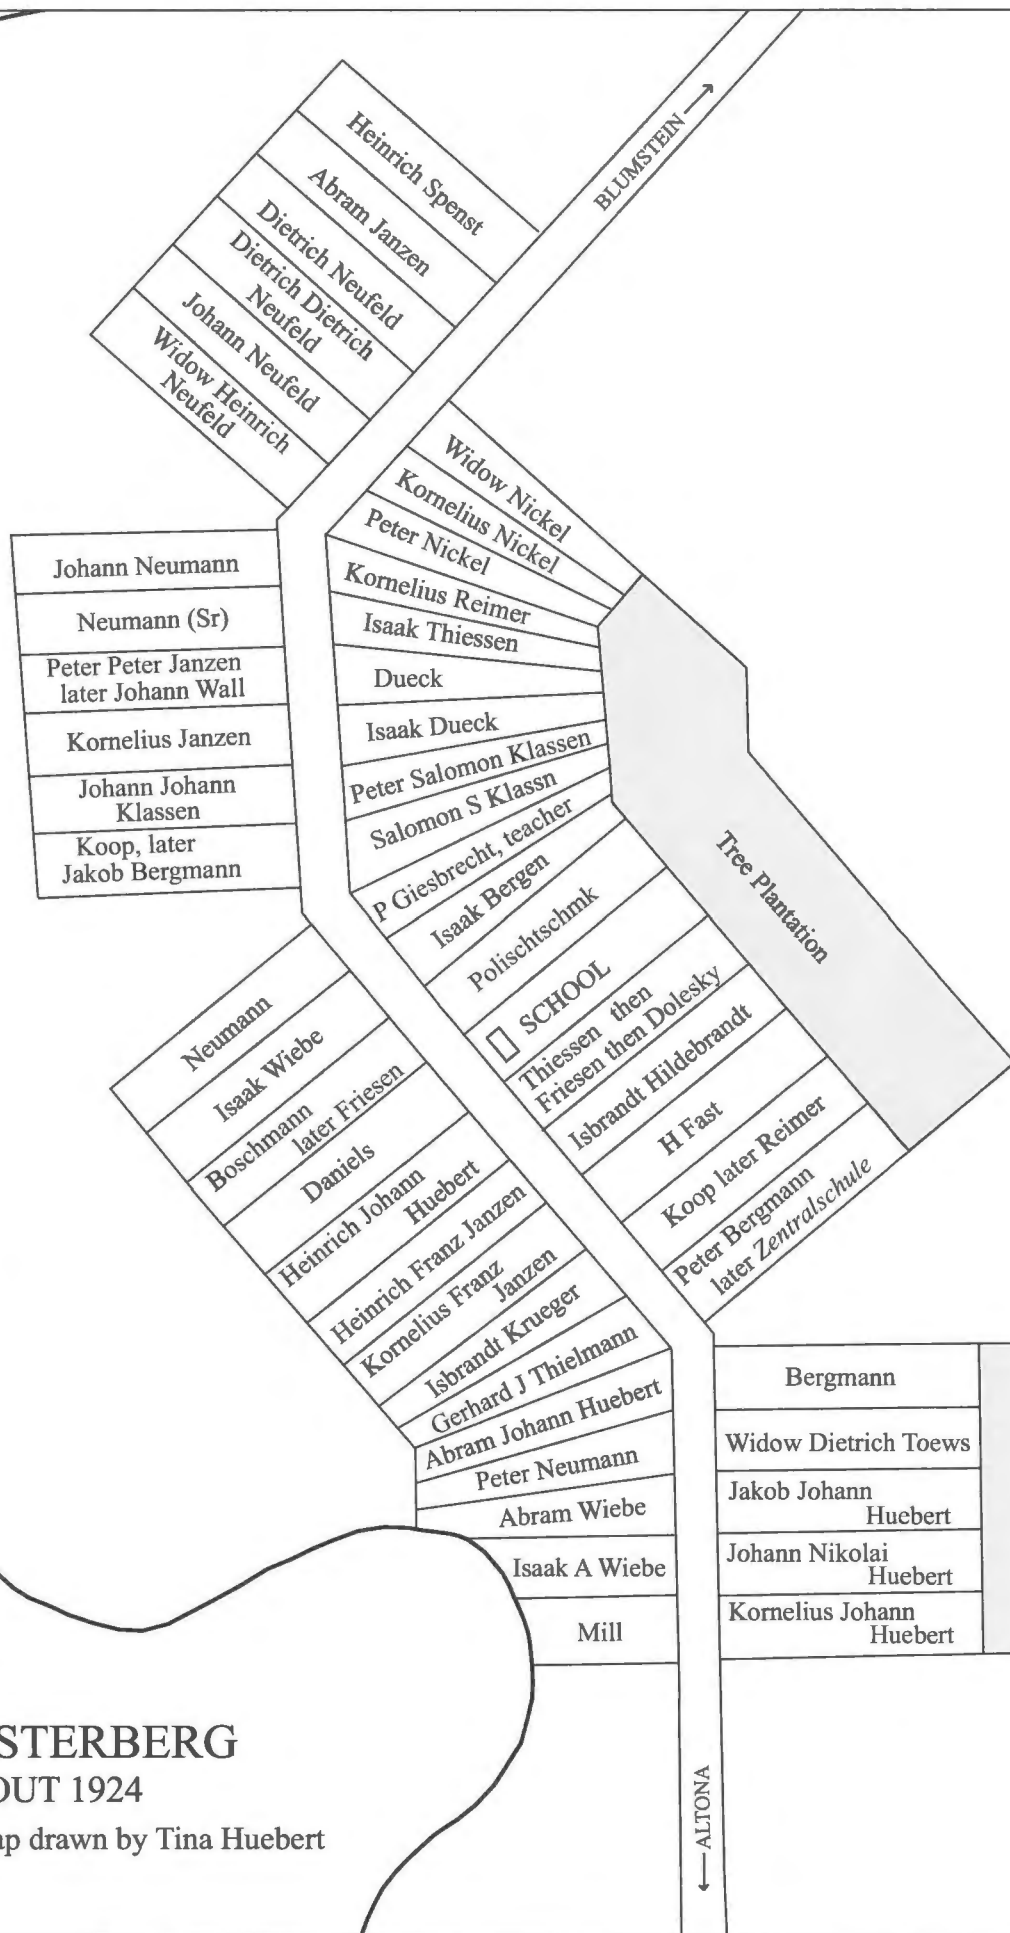 BLUMSTEIN
Heinrich Spenst
Abram Janzen
Dietrich Neufeld
Dietrich Dietrich
Neufeld
Johann Neufeld
Widow Heinrich
Neufeld
Widow Nickel
Kornelius Nickel
Peter Nickel
Kornelius Reimer
Isaak Thiessen
Dueck
Isaak Dueck
Peter Salomon Klassen
Salomon S Klassn
P Giesbrecht, teacher
Isaak Bergen
Polischtschmk
SCHOOL
Thiessen then
Friesen then Dolesky
Isbrandt Hildebrandt
H Fast
Koop later Reimer
Peter Bergmann
later Zentralschule
Tree Plantation
Johann Neumann
Neumann (Sr)
Peter Peter Janzen
later Johann Wall
Kornelius Janzen
Johann Johann
Klassen
Koop, later
Jakob Bergmann
Neumann
Isaak Wiebe
Boschmann
later Friesen
Daniels
Heinrich Johann
Huebert
Heinrich Franz Janzen
Kornelius Franz
Janzen
Isbrandt Krueger
Gerhard J Thielmann
Abram Johann Huebert
Peter Neumann
Abram Wiebe
Isaak A Wiebe
Mill
Bergmann
Widow Dietrich Toews
Jakob Johann
Huebert
Johann Nikolai
Huebert
Kornelius Johann
Huebert
ALTONA
STERBERG
OUT 1924
ap drawn by Tina Huebert